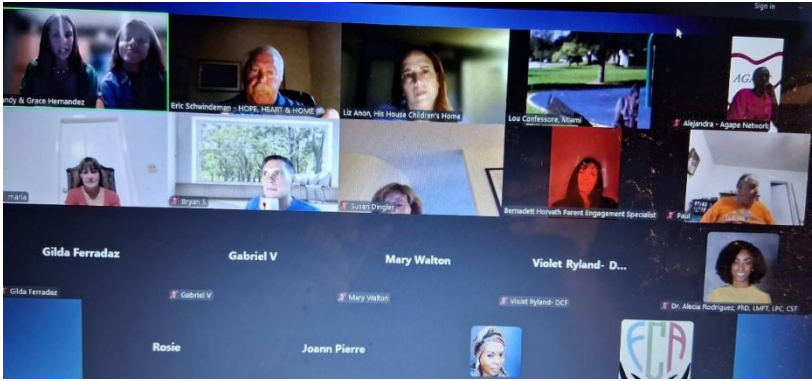 Sign in
ndy & Grace Hernandez
Eric Schwindeman - HOPE, HEART & HOME
Liz Anon, His House Children's Home
Lou Confessore, Miami
AGA
Alejandra - Agape Network
maria
Bryan S.
Susan Dingler
Bernadett Horvath Parent Engagement Specialist
Paul
Gilda Ferradaz
Gabriel V
Mary Walton
Violet Ryland- D...
Gilda Ferradaz
Gabriel V
Mary Walton
Violet Ryland- DCF
Dr. Alecia Rodriguez, PhD, LMFT, LPC, CST
Rosie
Joann Pierre
FCA